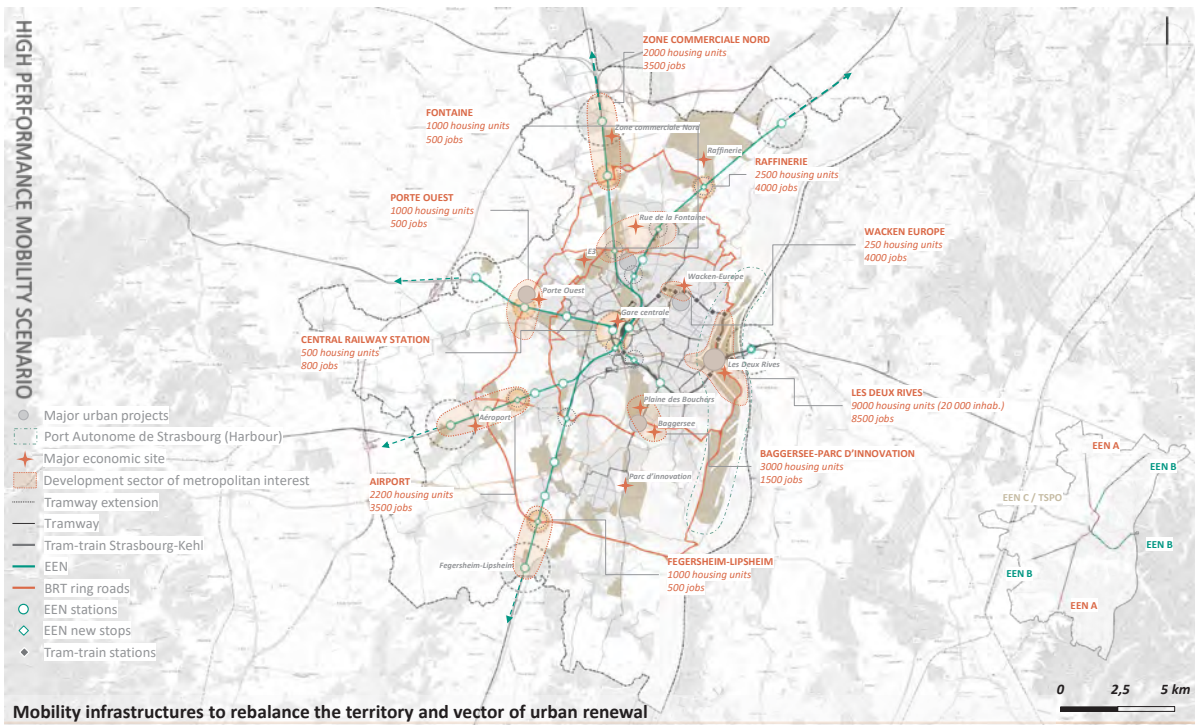 HIGH PERFORMANCE MOBILITY SCENARIO
ZONE COMMERCIALE NORD
2000 housing units
3500 jobs
FONTAINE
1000 housing units
500 jobs
Zone commerciale Nord
Raffinerie
RAFFINERIE
2500 housing units
4000 jobs
PORTE OUEST
1000 housing units
500 jobs
Rue de la Fontaine
E3
WACKEN EUROPE
250 housing units
4000 jobs
Wacken-Europe
Porte Ouest
Gare centrale
CENTRAL RAILWAY STATION
500 housing units
800 jobs
Les Deux Rives
LES DEUX RIVES
9000 housing units (20 000 inhab.)
8500 jobs
Plaine des Bouchers
Aéroport
Baggersee
BAGGERSEE-PARC D'INNOVATION
3000 housing units
1500 jobs
Parc d'innovation
AIRPORT
2200 housing units
3500 jobs
Fegersheim-Lipsheim
FEGERSHEIM-LIPSHEIM
1000 housing units
500 jobs
Major urban projects
Port Autonome de Strasbourg (Harbour)
Major economic site
Development sector of metropolitan interest
Tramway extension
Tramway
Tram-train Strasbourg-Kehl
EEN
BRT ring roads
EEN stations
EEN new stops
Tram-train stations
EEN A
EEN B
EEN C / TSPO
EEN B
EEN B
EEN A
0 2,5 5 km
Mobility infrastructures to rebalance the territory and vector of urban renewal